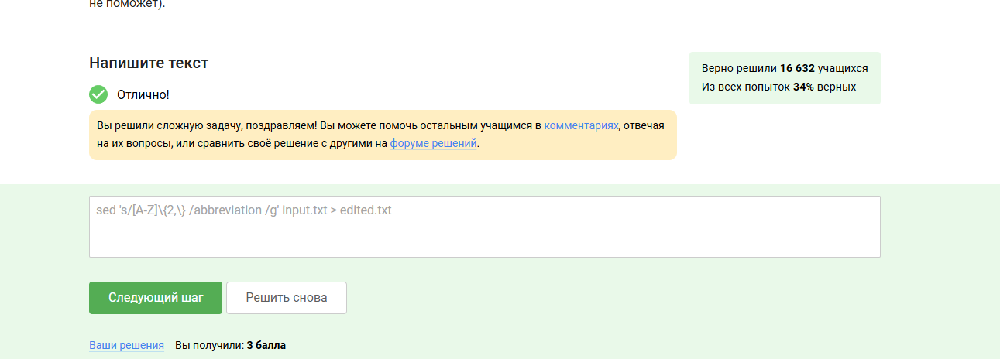 не поможет).
Напишите текст
Верно решили 16 632 учащихся
Из всех попыток 34% верных
Отлично!
Вы решили сложную задачу, поздравляем! Вы можете помочь остальным учащимся в комментариях, отвечая
на их вопросы, или сравнить своё решение с другими на форуме решений.
sed 's/[A-Z]\{2,\} /abbreviation /g' input.txt > edited.txt
Следующий шаг
Решить снова
Ваши решения Вы получили: 3 балла